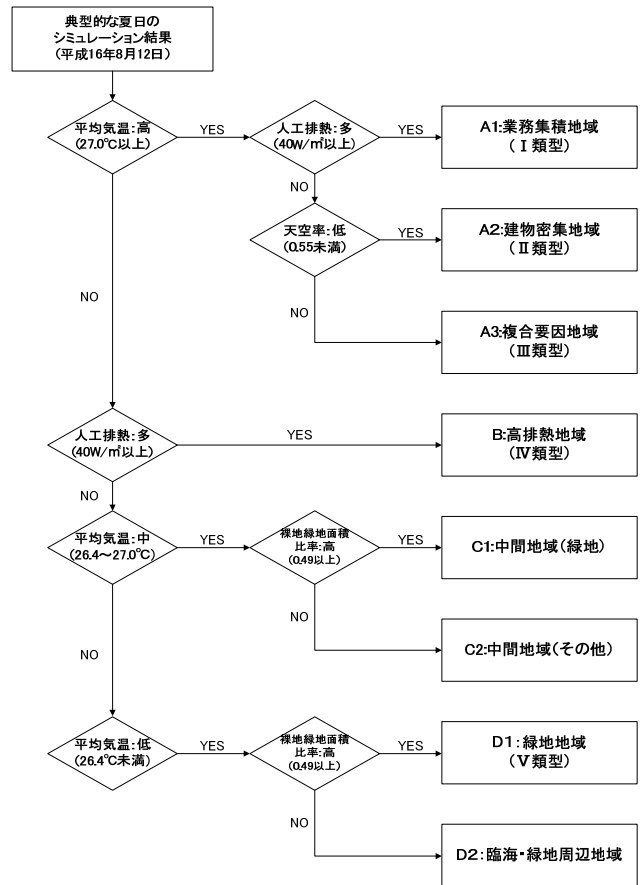 典型的な夏日の
シミュレーション結果
(平成16年8月12日)
平均気温:高
(27.0℃以上)
YES
人工排熱:多
(40W/㎡以上)
YES
A1:業務集積地域
(Ⅰ類型)
NO
天空率:低
(0.55未満)
YES
A2:建物密集地域
(Ⅱ類型)
NO
NO
A3:複合要因地域
(Ⅲ類型)
人工排熱:多
(40W/㎡以上)
YES
B:高排熱地域
(Ⅳ類型)
NO
平均気温:中
(26.4～27.0℃)
YES
裸地緑地面積
比率:高
(0.49以上)
YES
C1:中間地域(緑地)
NO
NO
C2:中間地域(その他)
平均気温:低
(26.4℃未満)
YES
裸地緑地面積
比率:高
(0.49以上)
YES
D1:緑地地域
(Ⅴ類型)
NO
D2:臨海・緑地周辺地域